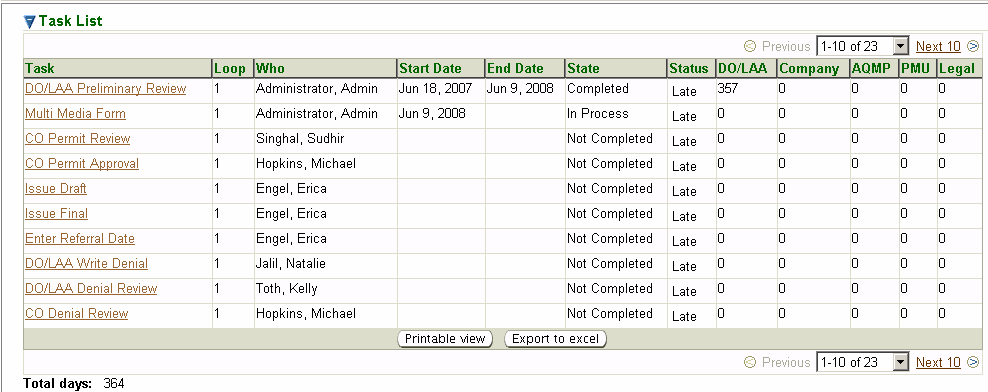 Task List
Previous 1-10 of 23 Next 10
Task Loop Who Start Date End Date State Status DO/LAA Company AQMP PMU Legal
DO/LAA Preliminary Review 1 Administrator, Admin Jun 18, 2007 Jun 9, 2008 Completed Late 357 0 0 0 0
Multi Media Form 1 Administrator, Admin Jun 9, 2008 In Process Late 0 0 0 0 0
CO Permit Review 1 Singhal, Sudhir Not Completed Late 0 0 0 0 0
CO Permit Approval 1 Hopkins, Michael Not Completed Late 0 0 0 0 0
Issue Draft 1 Engel, Erica Not Completed Late 0 0 0 0 0
Issue Final 1 Engel, Erica Not Completed Late 0 0 0 0 0
Enter Referral Date 1 Engel, Erica Not Completed Late 0 0 0 0 0
DO/LAA Write Denial 1 Jalil, Natalie Not Completed Late 0 0 0 0 0
DO/LAA Denial Review 1 Toth, Kelly Not Completed Late 0 0 0 0 0
CO Denial Review 1 Hopkins, Michael Not Completed Late 0 0 0 0 0
Printable view Export to excel
Previous 1-10 of 23 Next 10
Total days: 364